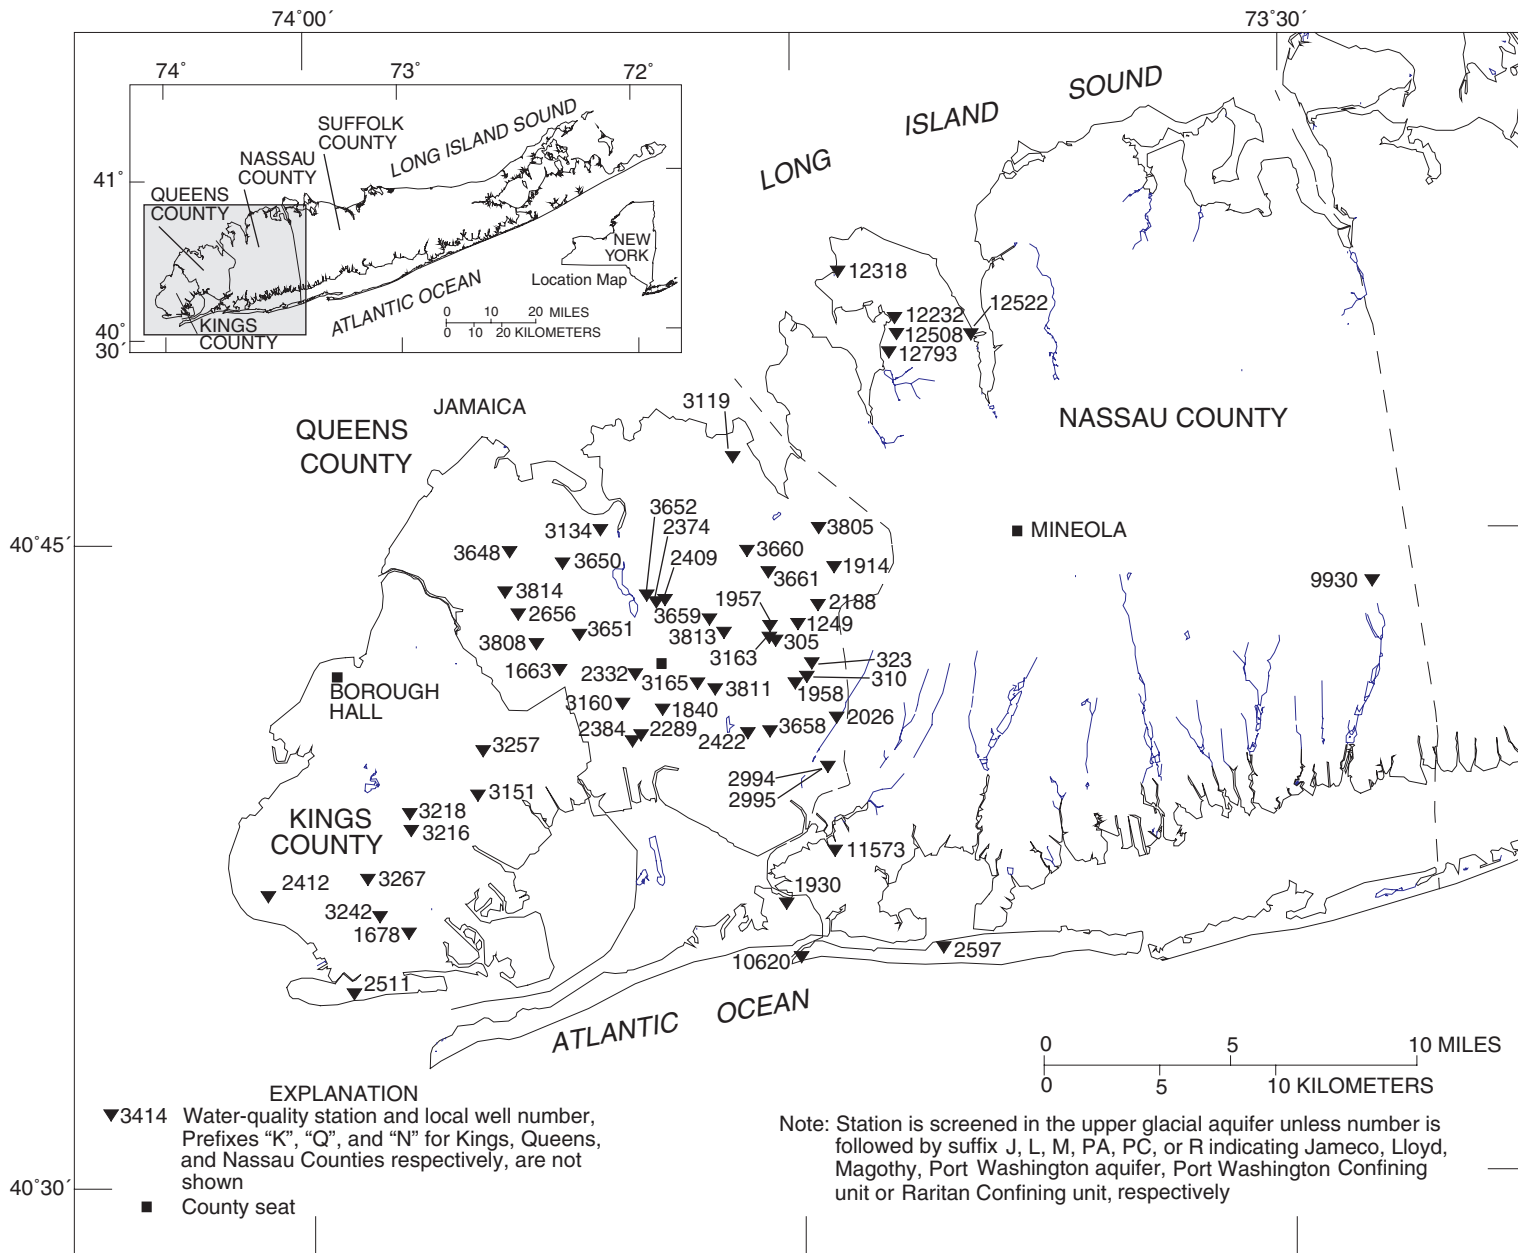 74°00′
73°30′
74°
73°
72°
SUFFOLK
COUNTY
LONG ISLAND SOUND
NASSAU
COUNTY
41°
QUEENS
COUNTY
NEW
YORK
Location Map
ATLANTIC OCEAN
0 10 20 MILES
0 10 20 KILOMETERS
KINGS
COUNTY
40°
30′
LONG ISLAND SOUND
12318
12522
12232
12508
12793
3119
JAMAICA
QUEENS
COUNTY
NASSAU COUNTY
3652
2374
2409
3134
3805
MINEOLA
40°45′
3648
3650
3660
1914
3661
9930
3814
1957
2188
2656
3659
1249
3651
3813
305
3808
3163
323
1663
2332
3165
310
3811
1958
BOROUGH
HALL
3160
1840
2026
2384
2289
2422
3658
3257
2994
2995
3151
3218
3216
KINGS
COUNTY
11573
2412
3267
1930
3242
1678
2597
10620
2511
ATLANTIC OCEAN
0 5 10 MILES
0 5 10 KILOMETERS
EXPLANATION
3414 Water-quality station and local well number,
Prefixes “K”, “Q”, and “N” for Kings, Queens,
and Nassau Counties respectively, are not
shown
County seat
40°30′
Note: Station is screened in the upper glacial aquifer unless number is
followed by suffix J, L, M, PA, PC, or R indicating Jameco, Lloyd,
Magothy, Port Washington aquifer, Port Washington Confining
unit or Raritan Confining unit, respectively